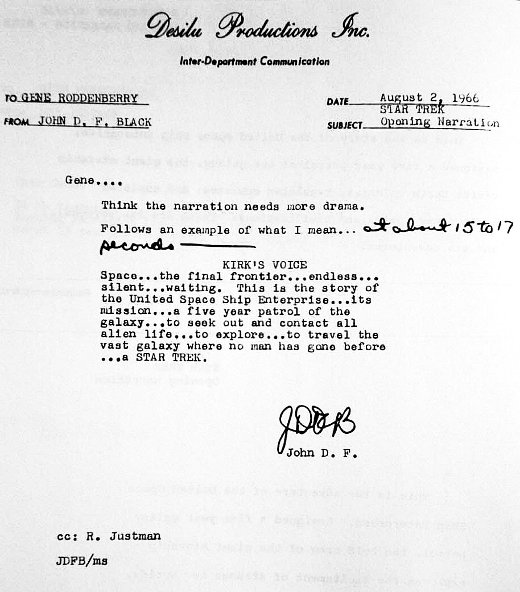 Desilu Productions Inc.
Inter-Department Communication
TO GENE RODDENBERRY
DATE August 2, 1966
STAR TREK
FROM JOHN D. F. BLACK
SUBJECT Opening Narration
Gene....
Think the narration needs more drama.
Follows an example of what I mean... at about 15 to 17
seconds
KIRK'S VOICE
Space...the final frontier...endless...
silent...waiting. This is the story of
the United Space Ship Enterprise...its
mission...a five year patrol of the
galaxy...to seek out and contact all
alien life...to explore...to travel the
vast galaxy where no man has gone before
...a STAR TREK.
JDFB
John D. F.
cc: R. Justman
JDFB/ms